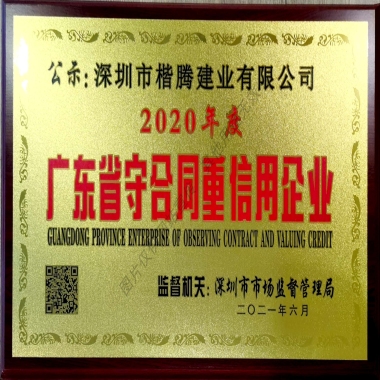 公示:深圳市楷腾建业有限公司
2020年度
广东省守合同重信用企业
GUANGDONG PROVINCE ENTERPRISE OF OBSERVING CONTRACT AND VALUING CREDIT
监督机关:深圳市市场监督管理局
二〇二一年六月